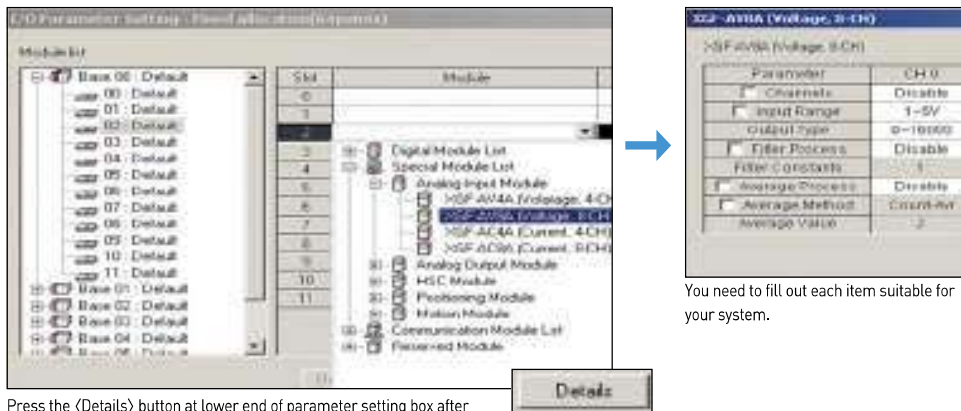 I/O Parameter Setting - Fixed allocation
Module list
Base 00 : Default
00 : Default
01 : Default
02 : Default
03 : Default
04 : Default
05 : Default
06 : Default
07 : Default
08 : Default
09 : Default
10 : Default
11 : Default
Base 01 : Default
Base 02 : Default
Base 03 : Default
Base 04 : Default
Base 05 : Default
Slot
Module
0
1
2
3
4
5
6
7
8
9
10
11
Digital Module List
Special Module List
Analog Input Module
XGF-AV4A (Volatage, 4-CH
XGF-AV8A (Voltage, 8-CH)
XGF-AC4A (Current, 4-CH)
XGF-AC8A (Current, 8-CH)
Analog Output Module
HSC Module
Positioning Module
Motion Module
Communication Module List
Reserved Module
Details
Press the 〈Details〉 button at lower end of parameter setting box after
XGF-AV8A (Voltage, 8-CH)
XGF-AV8A (Voltage, 8-CH)
Parameter CH 0
Channels Disable
Input Range 1~5V
Output Type 0~16000
Filter Process Disable
Filter Constants 1
Average Process Disable
Average Method Count-Avr
Average Value 2
You need to fill out each item suitable for
your system.